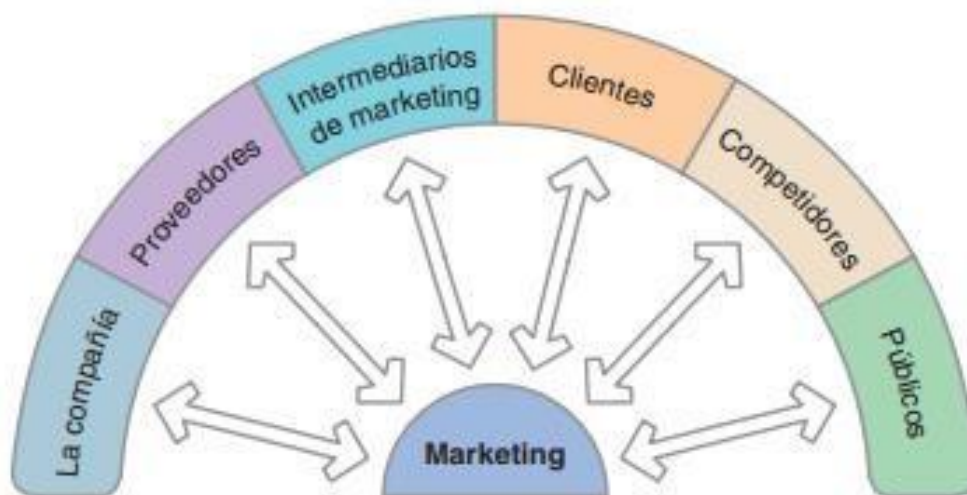 La compañía
Proveedores
Intermediarios
de marketing
Clientes
Competidores
Públicos
Marketing